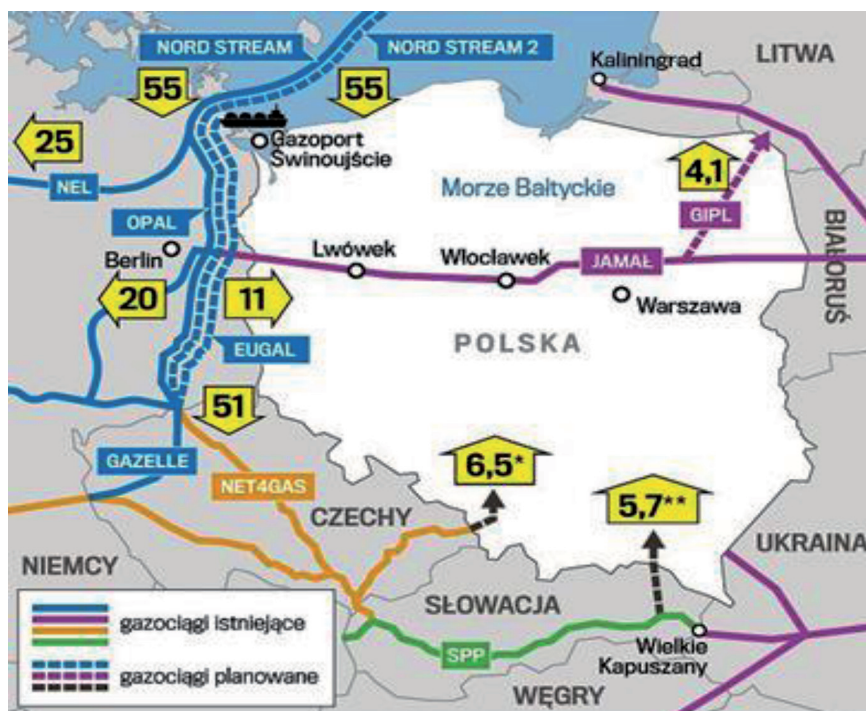 NORD STREAM
NORD STREAM 2
55
55
25
Kaliningrad
LITWA
Gazoport
Świnoujście
NEL
Morze Bałtyckie
4,1
GIPL
OPAL
Berlin
Lwówek
Włocławek
JAMAŁ
BIAŁORUŚ
20
11
Warszawa
EUGAL
POLSKA
51
GAZELLE
NET4GAS
6,5*
5,7**
CZECHY
UKRAINA
NIEMCY
SŁOWACJA
gazociągi istniejące
gazociągi planowane
SPP
Wielkie
Kapuszany
WĘGRY